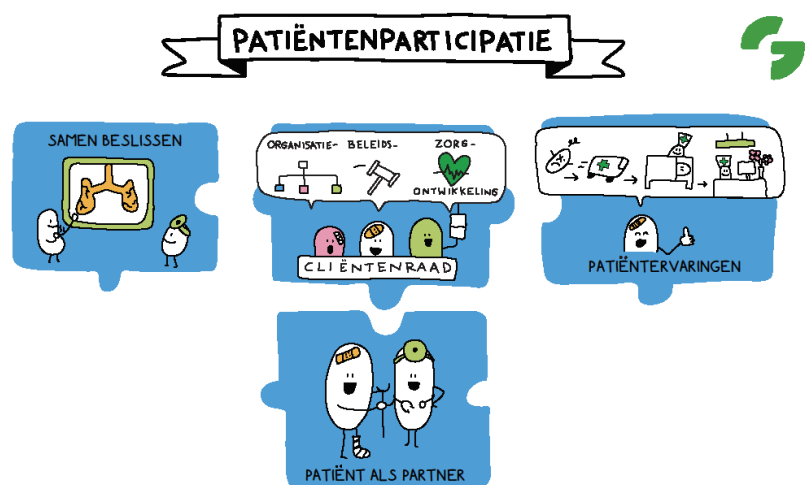 PATIËNTENPARTICIPATIE
SAMEN BESLISSEN
ORGANISATIE- BELEIDS- ZORG-
ONTWIKKELING
CLIËNTENRAAD
PATIËNTERVARINGEN
PATIËNT ALS PARTNER